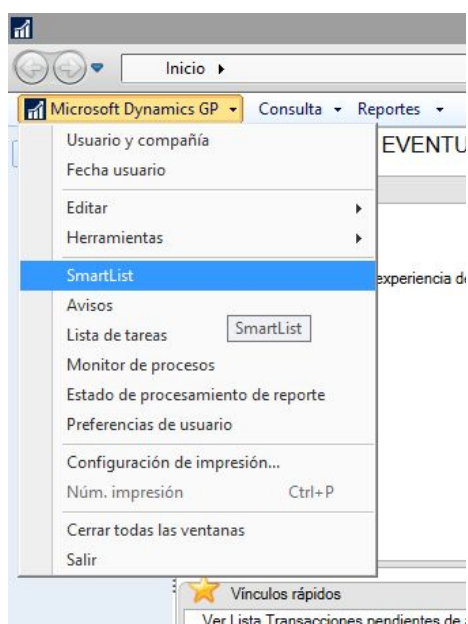 Inicio
Microsoft Dynamics GP Consulta Reportes
Usuario y compañía
EVENTU
Fecha usuario
Editar
Herramientas
SmartList
experiencia de
Avisos
SmartList
Lista de tareas
Monitor de procesos
Estado de procesamiento de reporte
Preferencias de usuario
Configuración de impresión...
Núm. impresión Ctrl+P
Cerrar todas las ventanas
Salir
Vínculos rápidos
Ver Lista Transacciones pendientes de